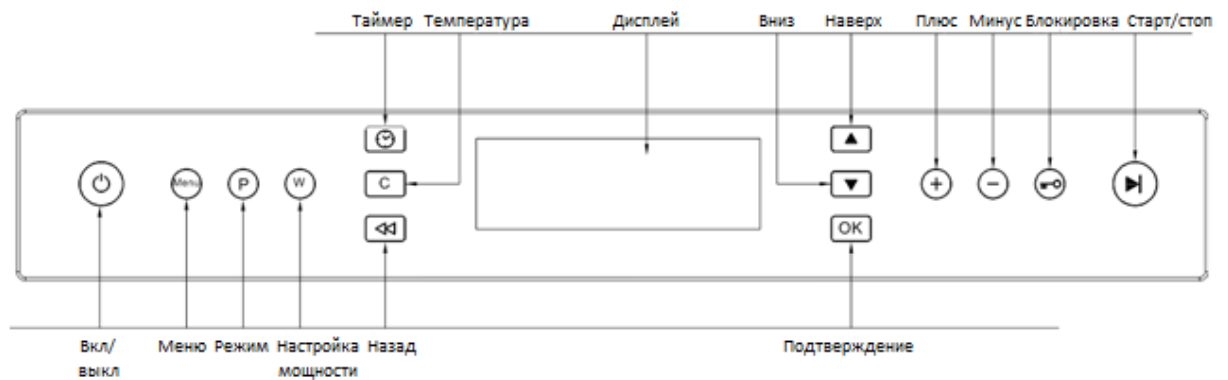 Таймер Температура Дисплей Вниз Наверх Плюс Минус Блокировка Старт/стоп
Menu P W
C
OK
Вкл/ Меню Режим Настройка Назад Подтверждение
выкл мощности